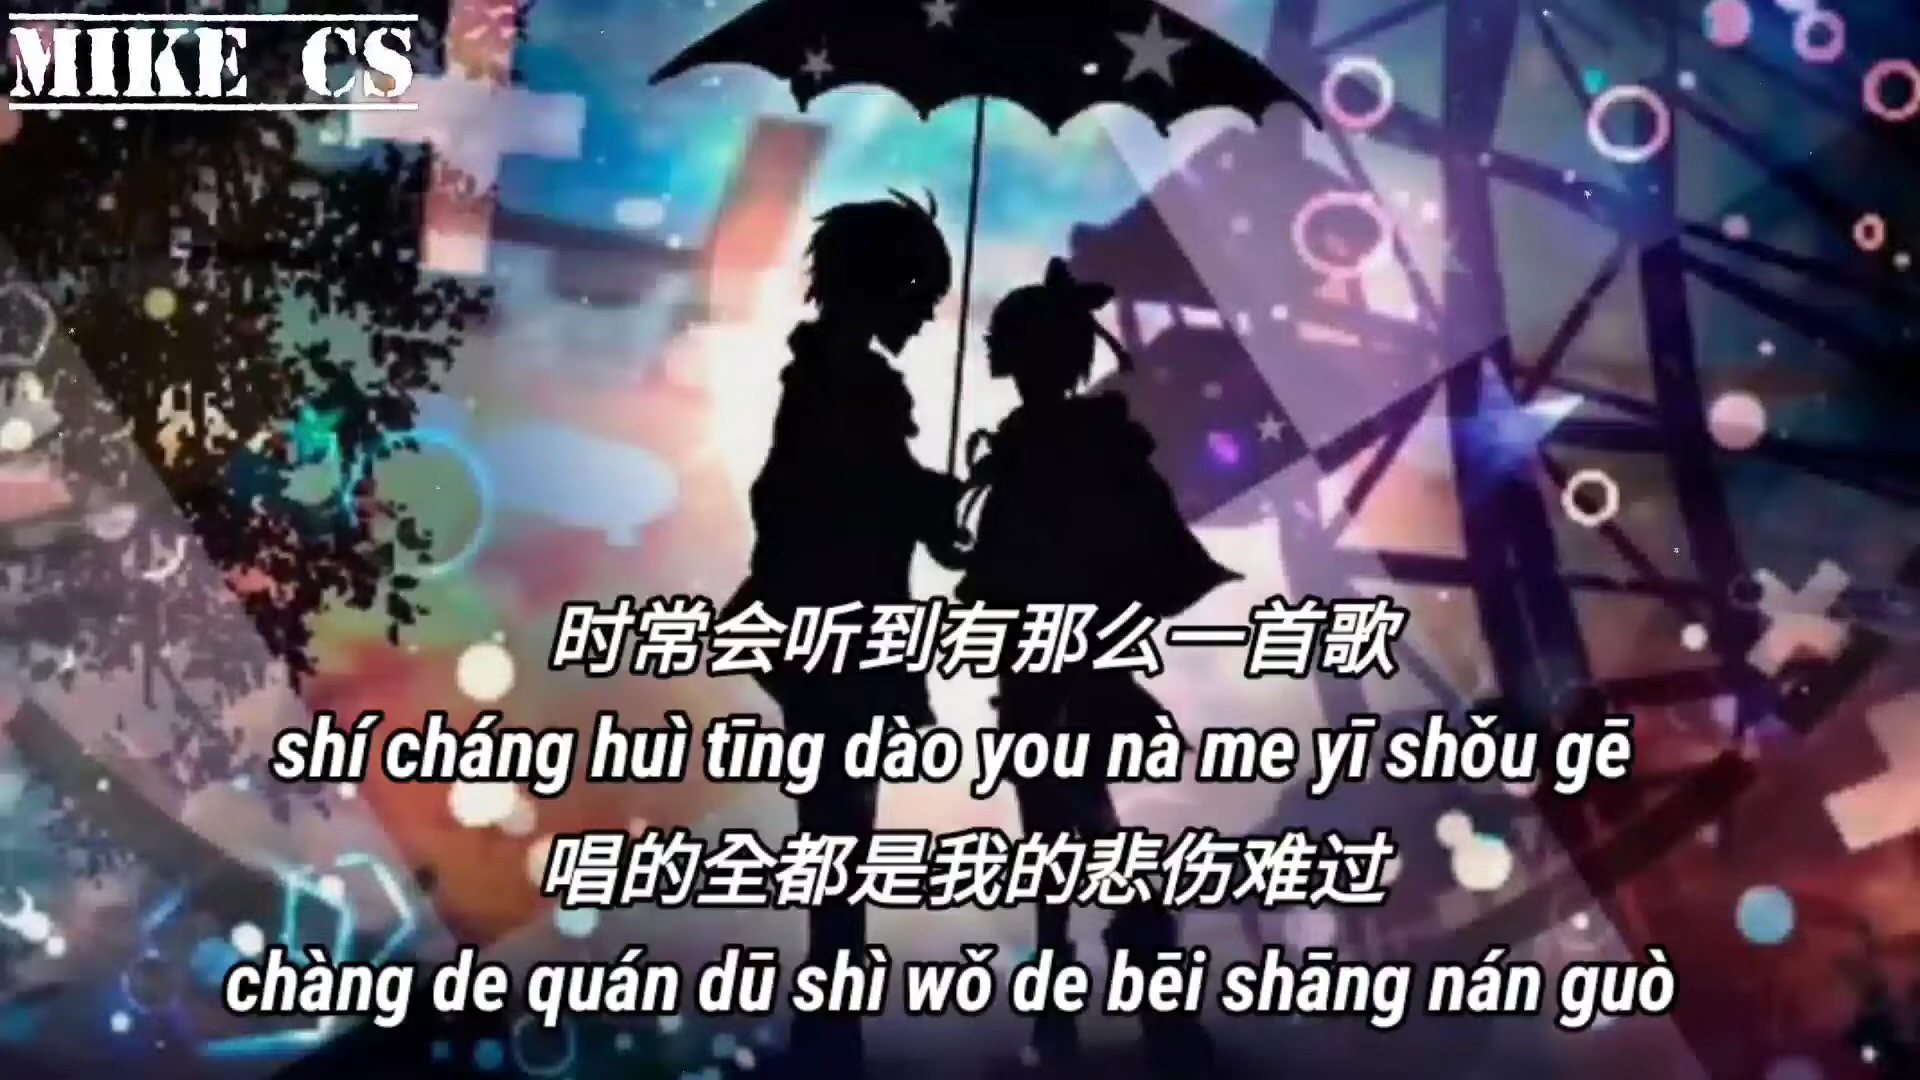 MIKE CS
时常会听到有那么一首歌
shí cháng huì tīng dào you nà me yī shǒu gē
唱的全都是我的悲伤难过
chàng de quán dū shì wǒ de bēi shāng nán guò